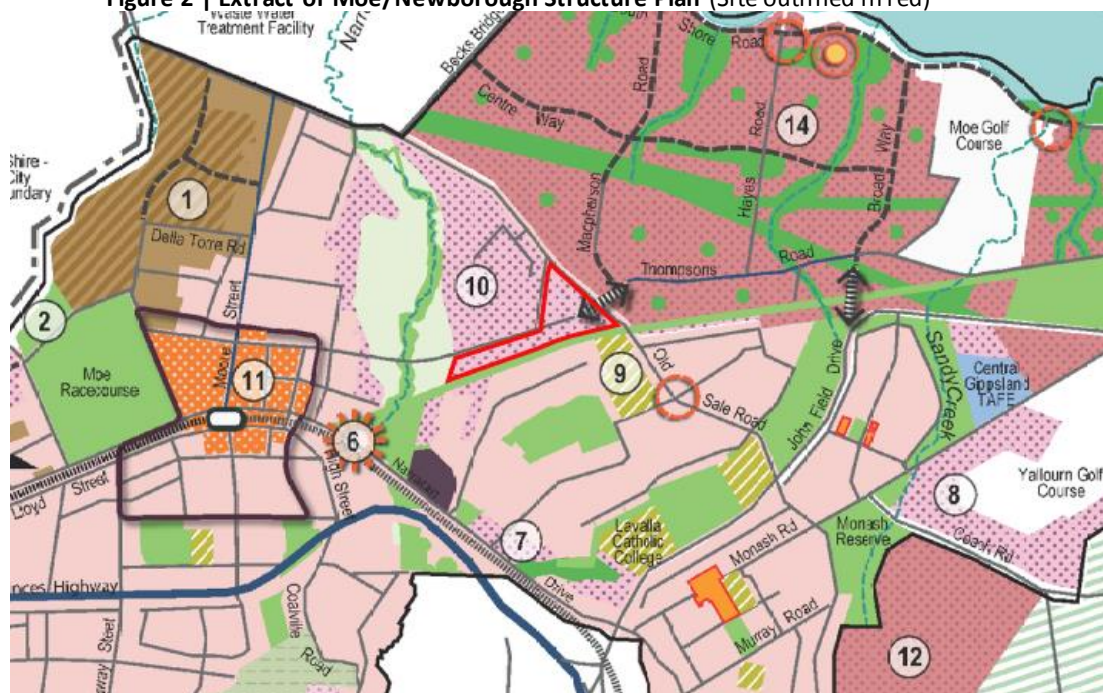 Figure 2 | Extract of Moe/Newborough Structure Plan (Site outlined in red)
Waste Water
Treatment Facility
Becks Bridge
Shore Road
Centre Way
Road
Macpherson
Hayes Road
14
Broad Way
Moe Golf
Course
Shire -
City
1
Della Torre Rd
Street
10
Thompsons Road
2
Moe
Racecourse
Moore
11
9
Old
Sale Road
John Field Drive
Sandy Creek
Central
Gippsland
TAFE
6
Lloyd Street
High Street
8
Yallourn Golf
Course
7
Lavalla
Catholic
College
Monash Rd
Monash
Reserve
Coach Rd
Drive
Highway
Coalville
Road
Murray Road
Street
12